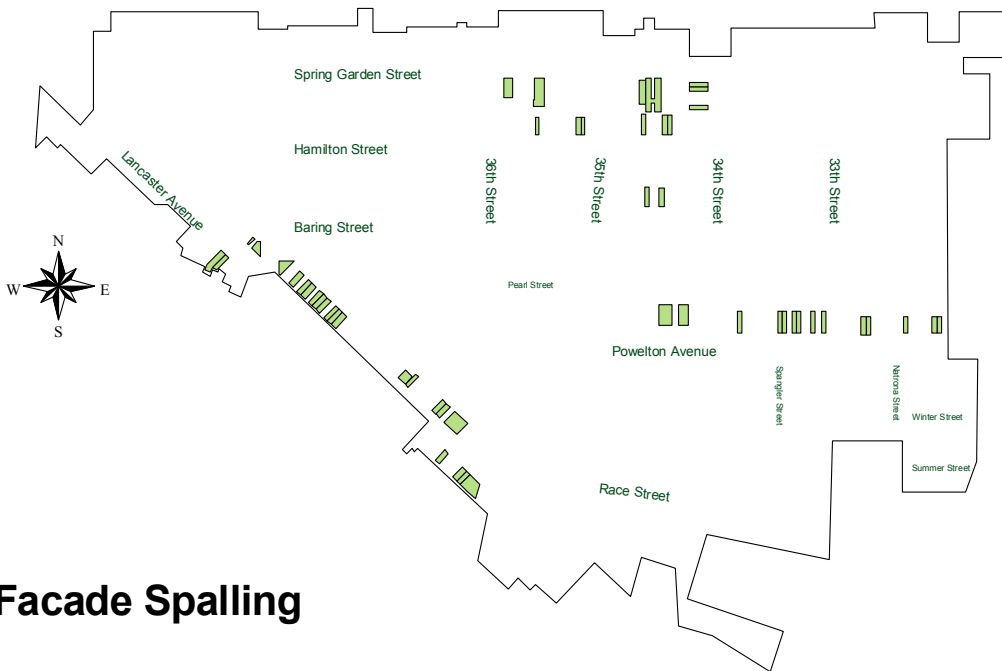 Spring Garden Street
Hamilton Street
Lancaster Avenue
36th Street
35th Street
34th Street
33th Street
Baring Street
N
W
E
S
Pearl Street
Powelton Avenue
Spangler Street
Natrona Street
Winter Street
Summer Street
Race Street
Facade Spalling